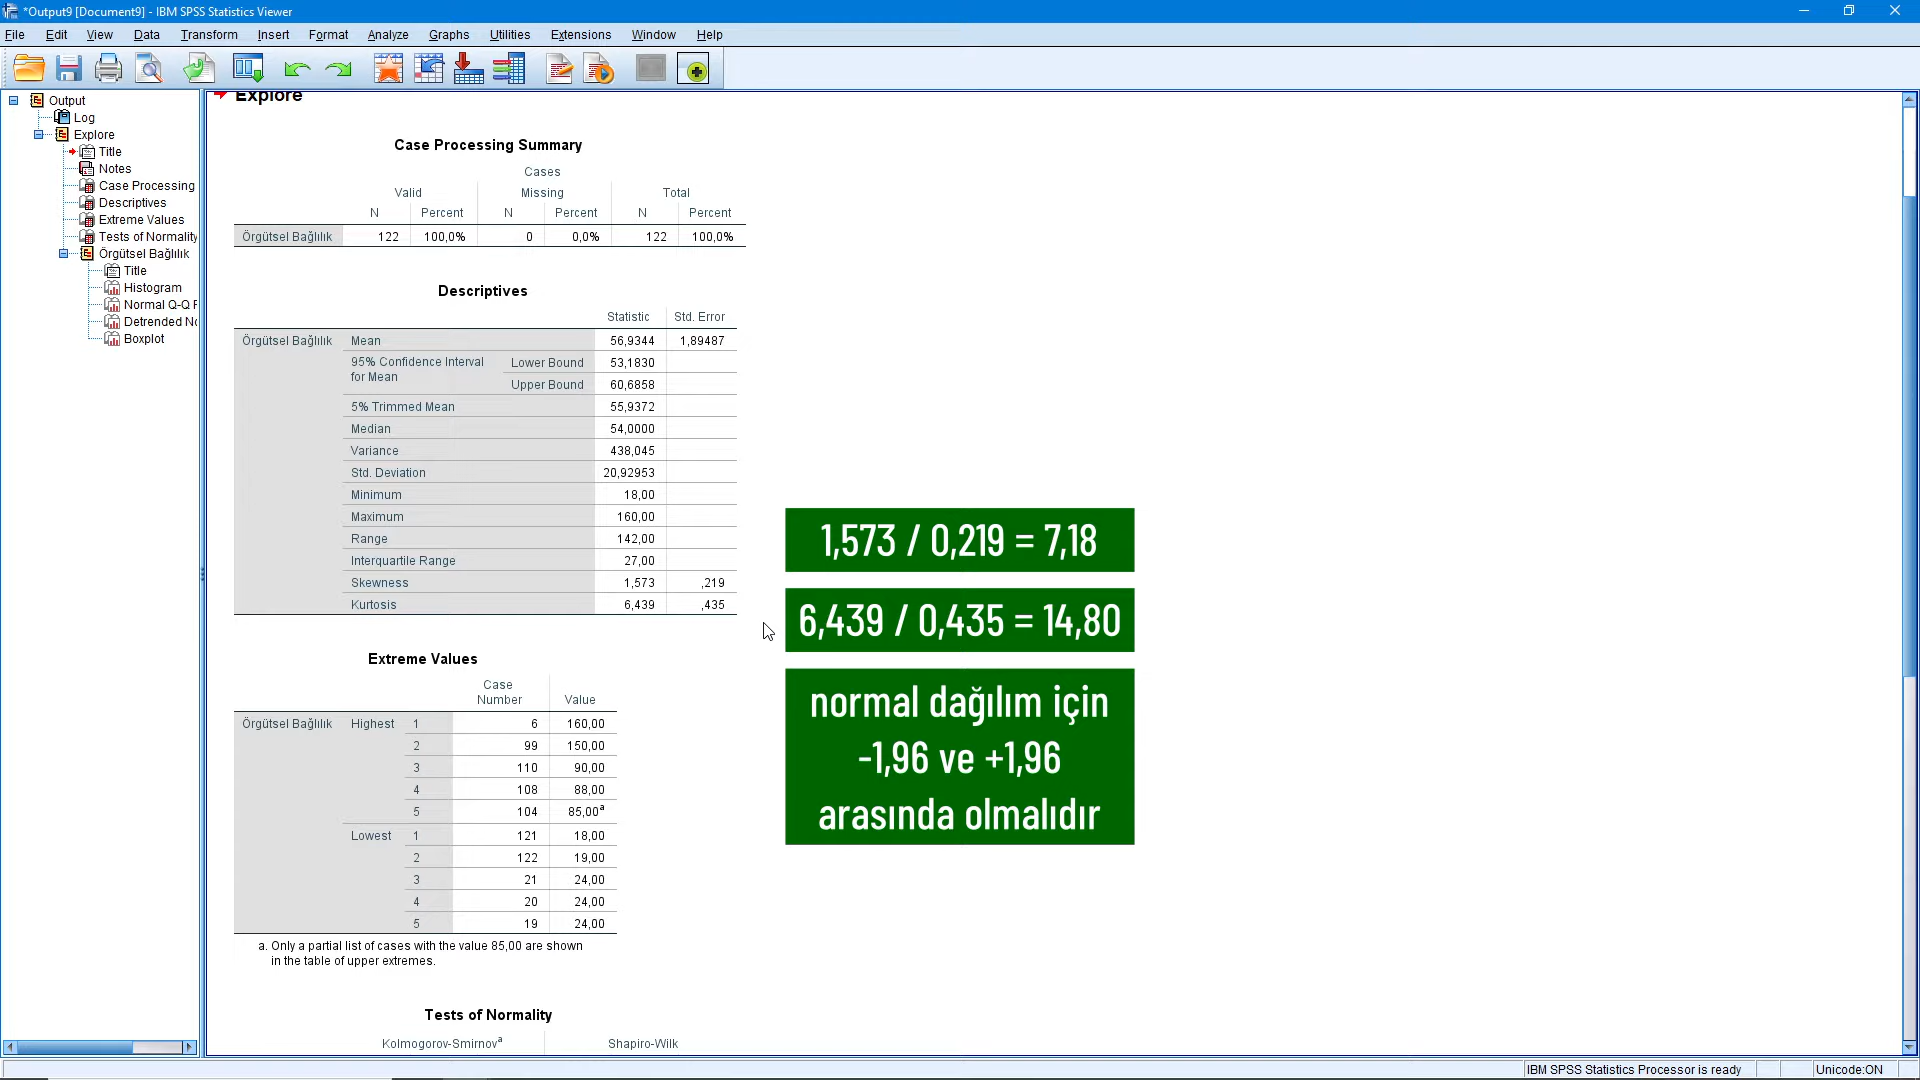 *Output9 [Document9] - IBM SPSS Statistics Viewer
File Edit View Data Transform Insert Format Analyze Graphs Utilities Extensions Window Help
Output
Log
Explore
Title
Notes
Case Processing
Descriptives
Extreme Values
Tests of Normality
Örgütsel Bağlılık
Title
Histogram
Normal Q-Q P
Detrended No
Boxplot
Explore
Case Processing Summary
Cases
Valid Missing Total
N Percent N Percent N Percent
Örgütsel Bağlılık 122 100,0% 0 0,0% 122 100,0%
Descriptives
Statistic Std. Error
Örgütsel Bağlılık Mean 56,9344 1,89487
95% Confidence Interval for Mean Lower Bound 53,1830
Upper Bound 60,6858
5% Trimmed Mean 55,9372
Median 54,0000
Variance 438,045
Std. Deviation 20,92953
Minimum 18,00
Maximum 160,00
Range 142,00
Interquartile Range 27,00
Skewness 1,573 ,219
Kurtosis 6,439 ,435
1,573 / 0,219 = 7,18
6,439 / 0,435 = 14,80
normal dağılım için
-1,96 ve +1,96
arasında olmalıdır
Extreme Values
Case Number Value
Örgütsel Bağlılık Highest 1 6 160,00
2 99 150,00
3 110 90,00
4 108 88,00
5 104 85,00a
Lowest 1 121 18,00
2 122 19,00
3 21 24,00
4 20 24,00
5 19 24,00
a. Only a partial list of cases with the value 85,00 are shown
in the table of upper extremes.
Tests of Normality
Kolmogorov-Smirnova Shapiro-Wilk
IBM SPSS Statistics Processor is ready Unicode:ON